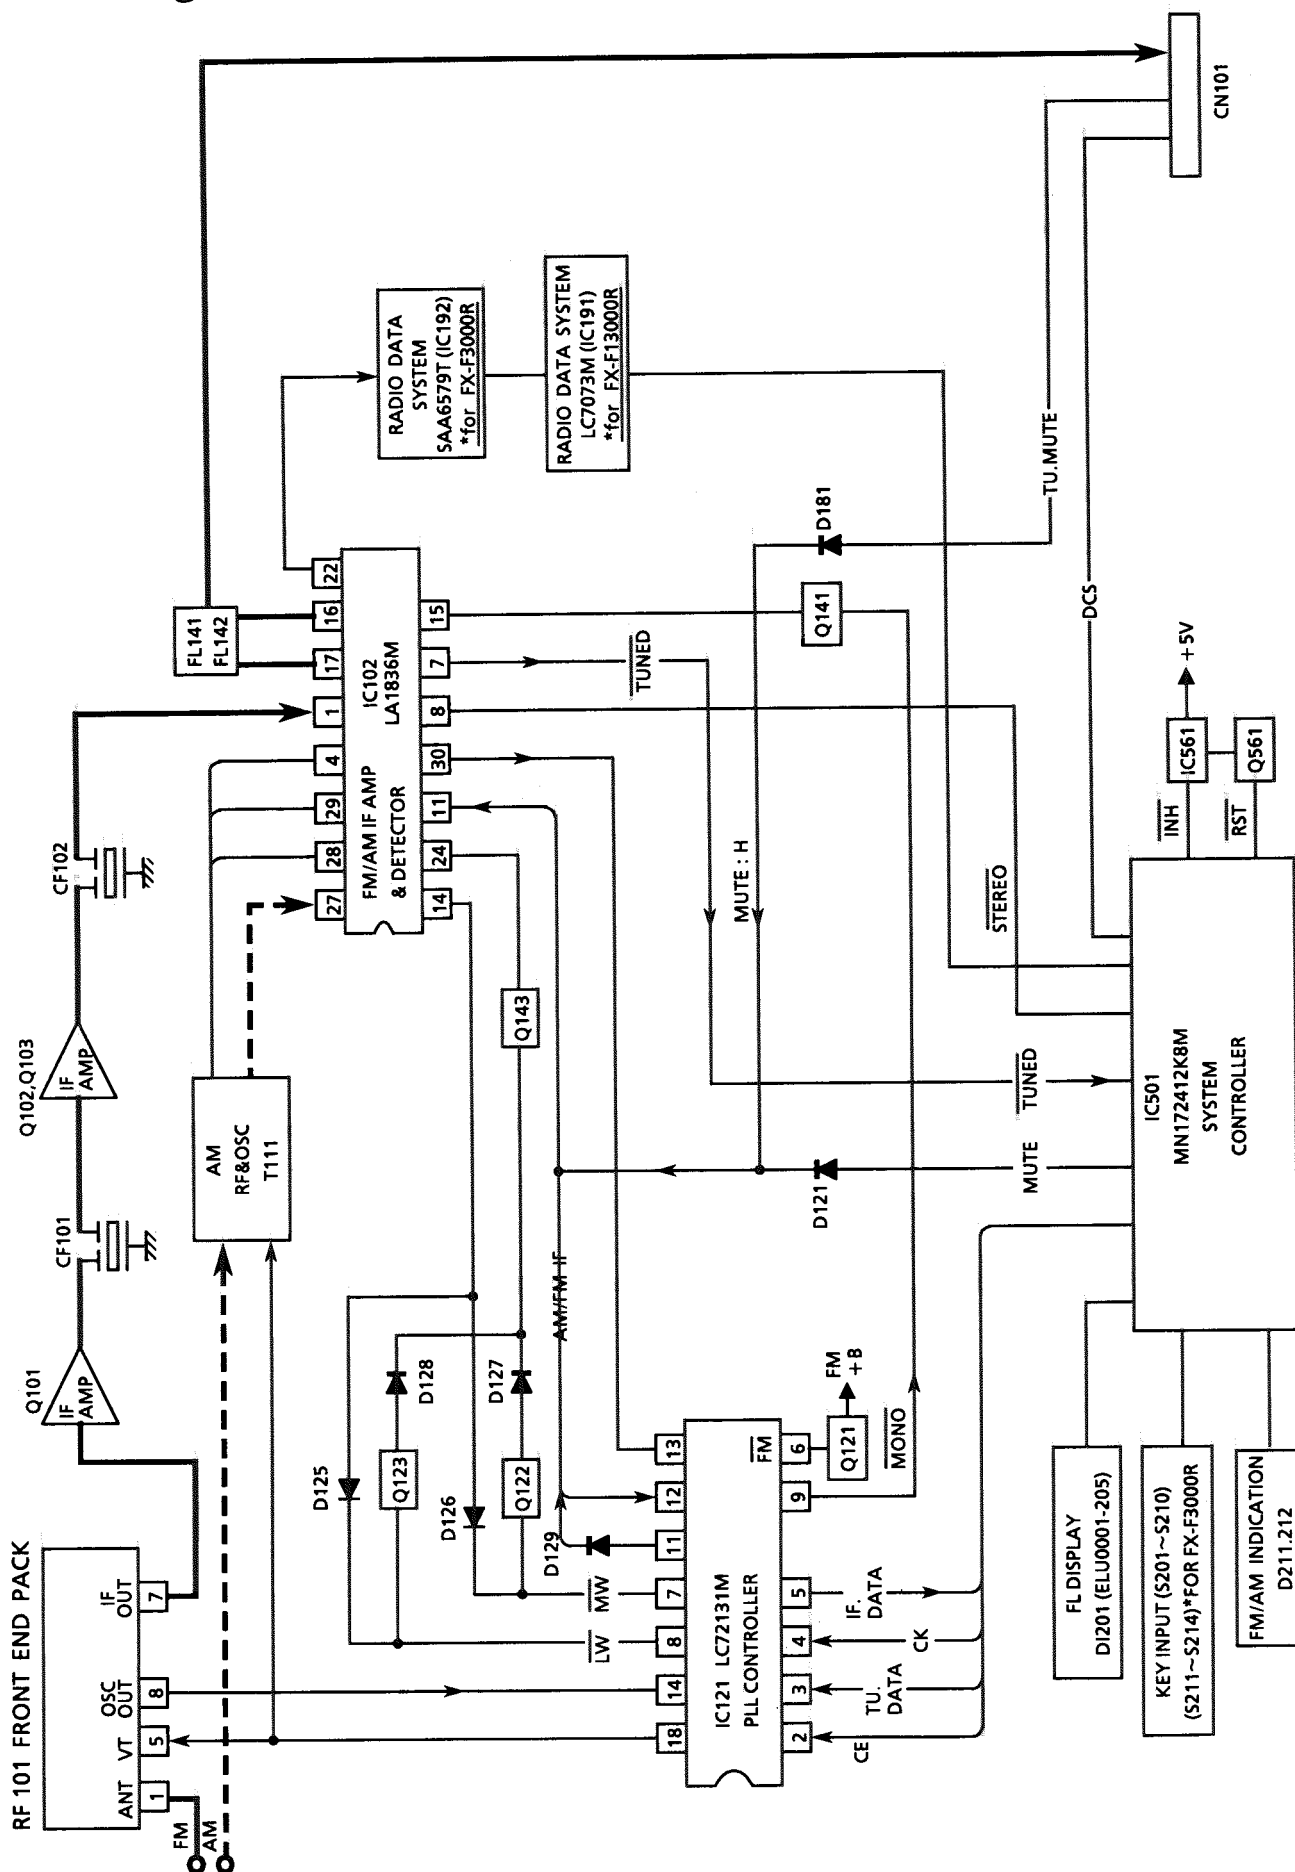 RF 101 FRONT END PACK
ANT
VT
OSC
OUT
IF
OUT
1
5
8
7
FM
AM
Q101
IF
AMP
CF101
Q102,Q103
IF
AMP
CF102
AM
RF&OSC
T111
FL141
FL142
27
28
29
4
1
17
16
22
FM/AM IF AMP
& DETECTOR
IC102
LA1836M
14
24
11
30
8
7
15
RADIO DATA
SYSTEM
SAA6579T (IC192)
*for FX-F3000R
RADIO DATA SYSTEM
LC7073M (IC191)
*for FX-F13000R
CN101
D125
D128
Q123
D126
D127
Q122
D129
Q143
AM/FM IF
TUNED
MUTE : H
Q141
D181
TU.MUTE
DCS
MW
LW
18
14
8
7
11
12
13
IC121 LC72131M
PLL CONTROLLER
FM
2
3
4
5
9
6
CE
TU.
DATA
CK
IF.
DATA
MONO
Q121
FM
+B
D121
MUTE
TUNED
STEREO
INH
RST
IC561
Q561
+5V
IC501
MN172412K8M
SYSTEM
CONTROLLER
FL DISPLAY
DI201 (ELU0001-205)
KEY INPUT (S201~S210)
(S211~S214)*FOR FX-F3000R
FM/AM INDICATION
D211.212